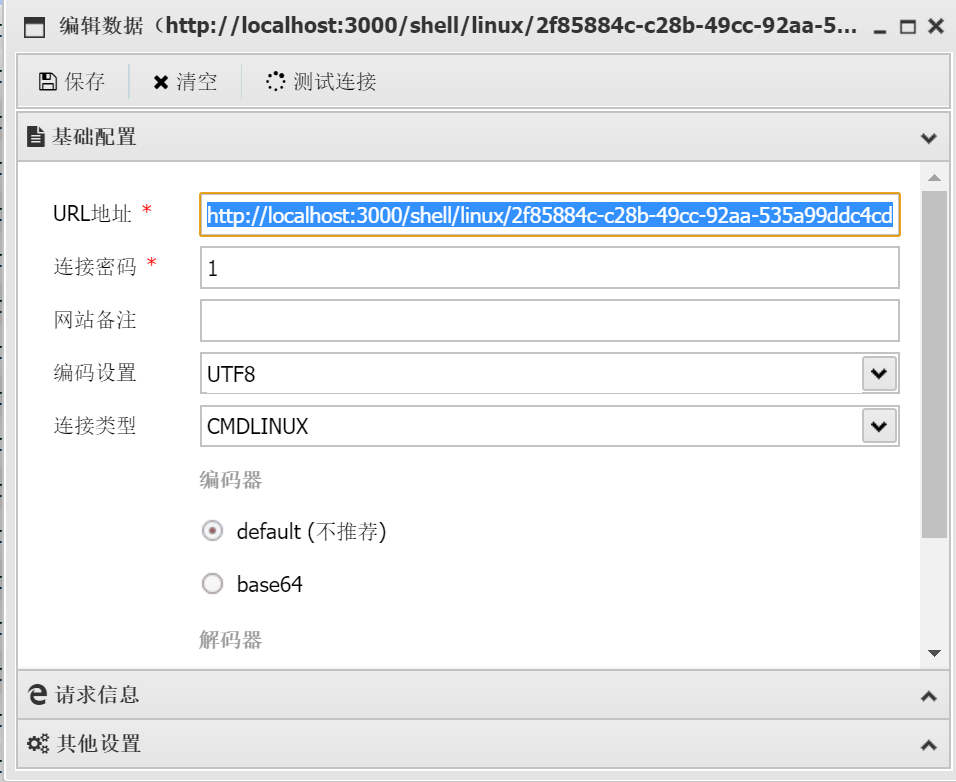 编辑数据（http://localhost:3000/shell/linux/2f85884c-c28b-49cc-92aa-5...
保存 清空 测试连接
基础配置
URL地址 * http://localhost:3000/shell/linux/2f85884c-c28b-49cc-92aa-535a99ddc4cd
连接密码 * 1
网站备注
编码设置 UTF8
连接类型 CMDLINUX
编码器
default (不推荐)
base64
解码器
请求信息
其他设置